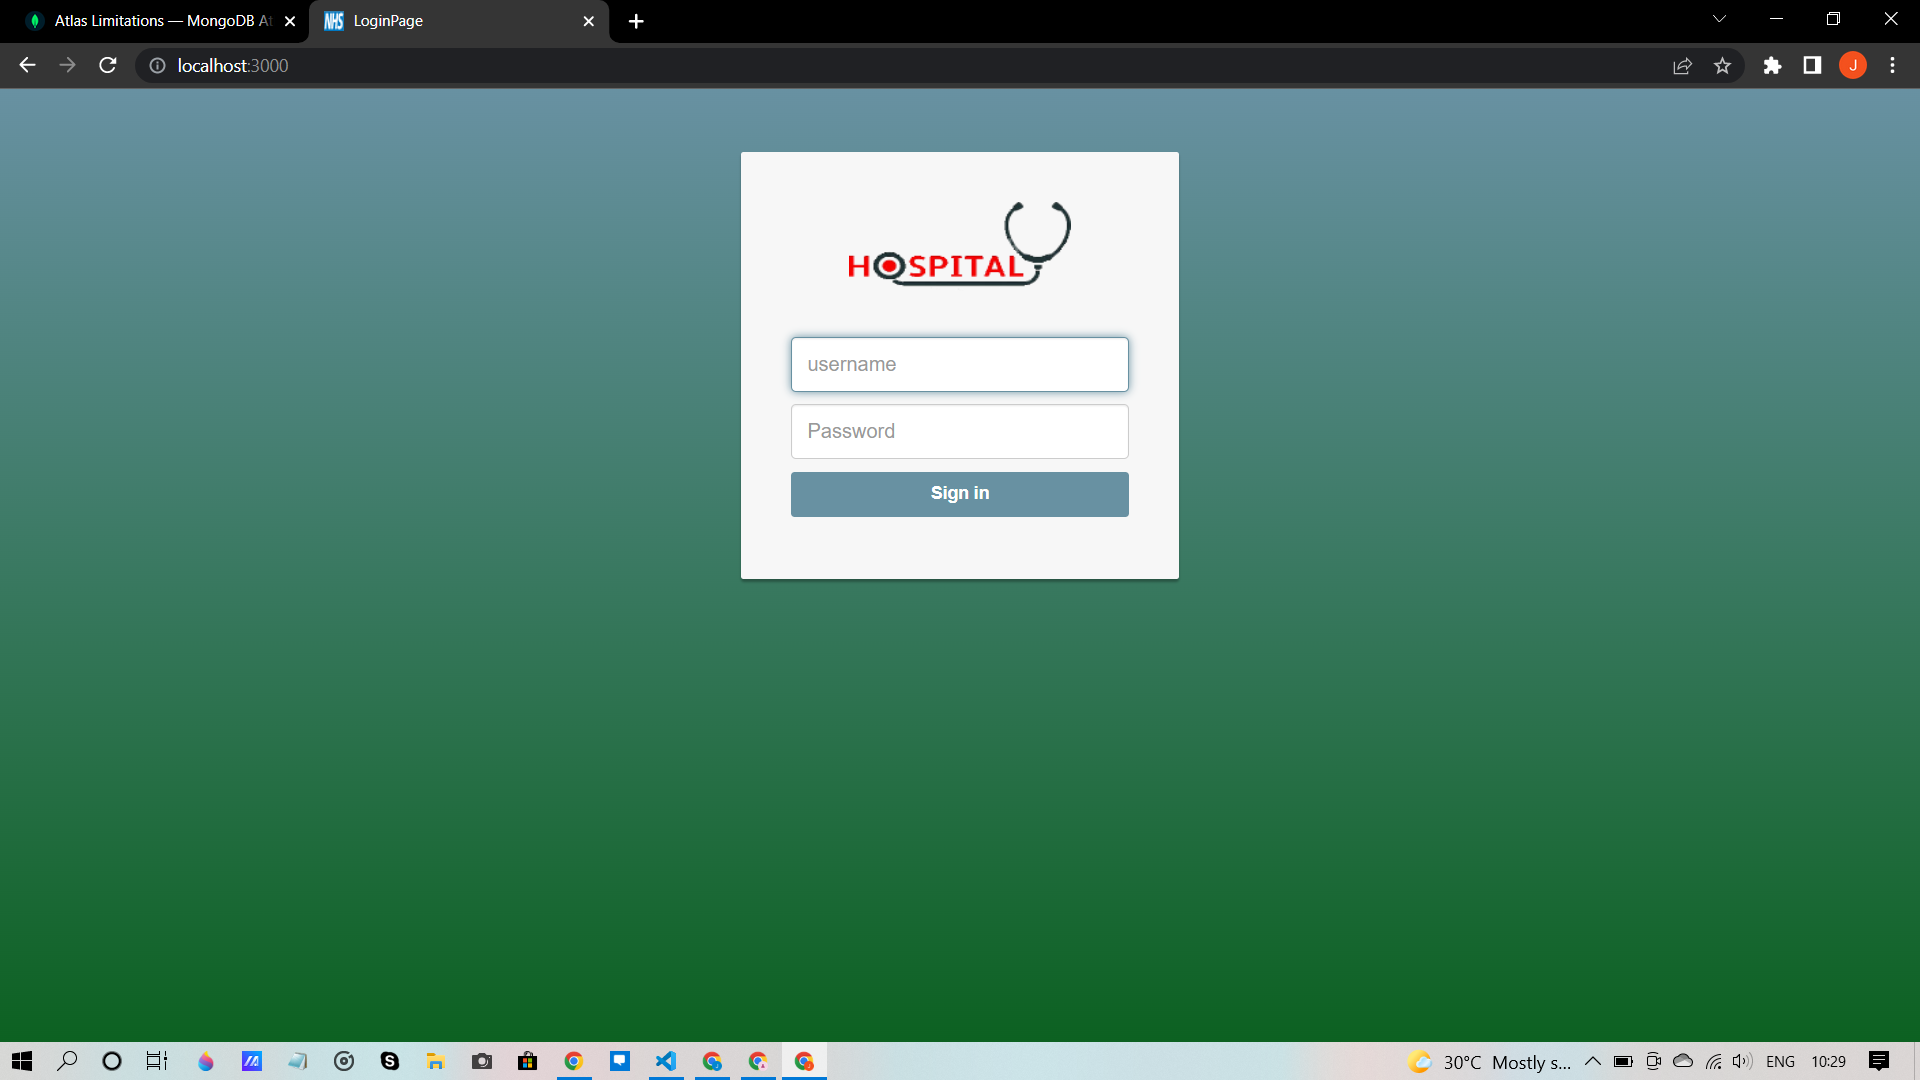 Atlas Limitations — MongoDB At
NHS LoginPage
localhost:3000
J
HOSPITAL
username
Password
Sign in
30°C Mostly s... ENG 10:29